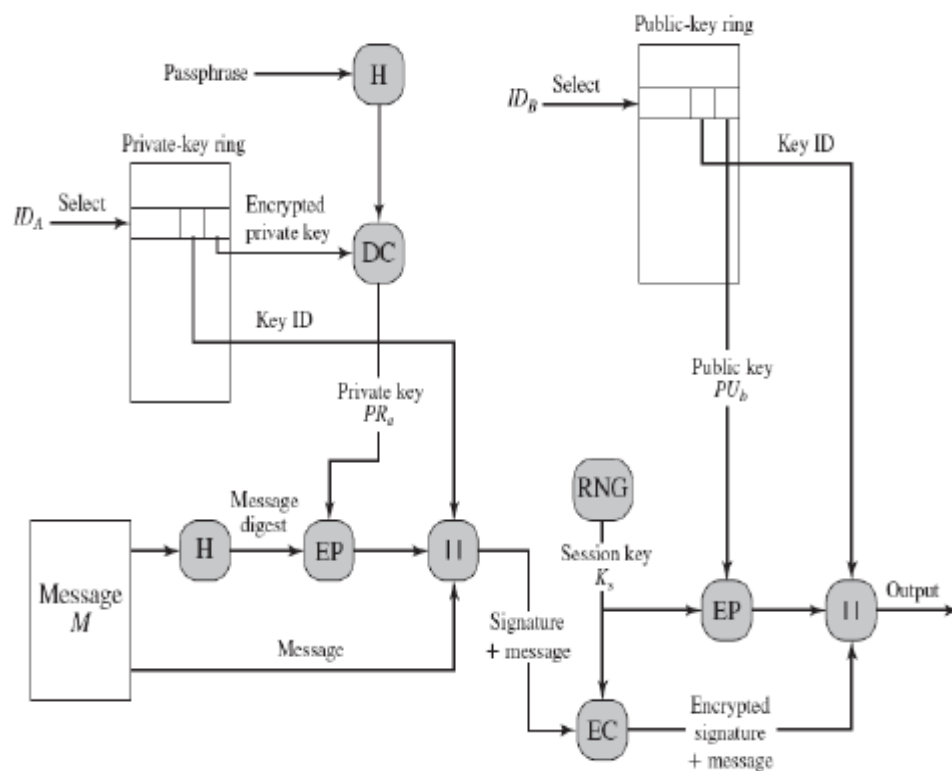 Public-key ring
Passphrase
H
ID_B
Select
Private-key ring
Key ID
ID_A
Select
Encrypted
private key
DC
Key ID
Private key
PR_a
Public key
PU_b
RNG
Message
digest
H
EP
||
Session key
K_s
Message
M
EP
||
Output
Message
Signature
+ message
EC
Encrypted
signature
+ message